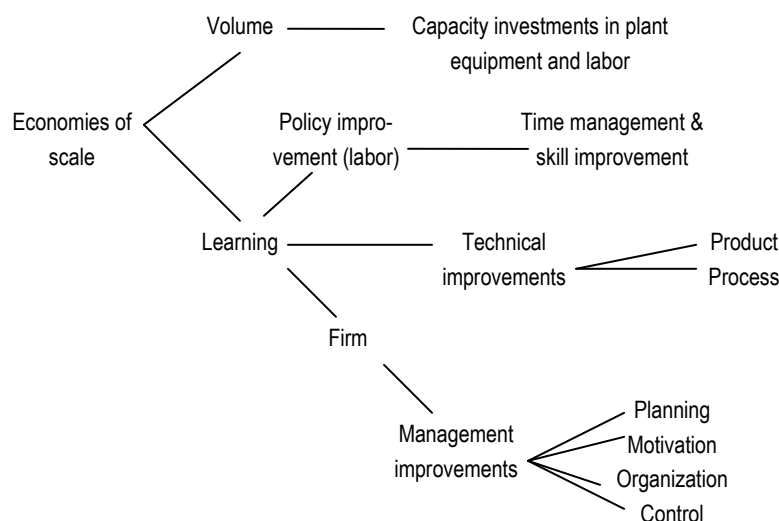 Volume
Capacity investments in plant
equipment and labor
Economies of
scale
Policy impro-
vement (labor)
Time management &
skill improvement
Learning
Technical
improvements
Product
Process
Firm
Management
improvements
Planning
Motivation
Organization
Control